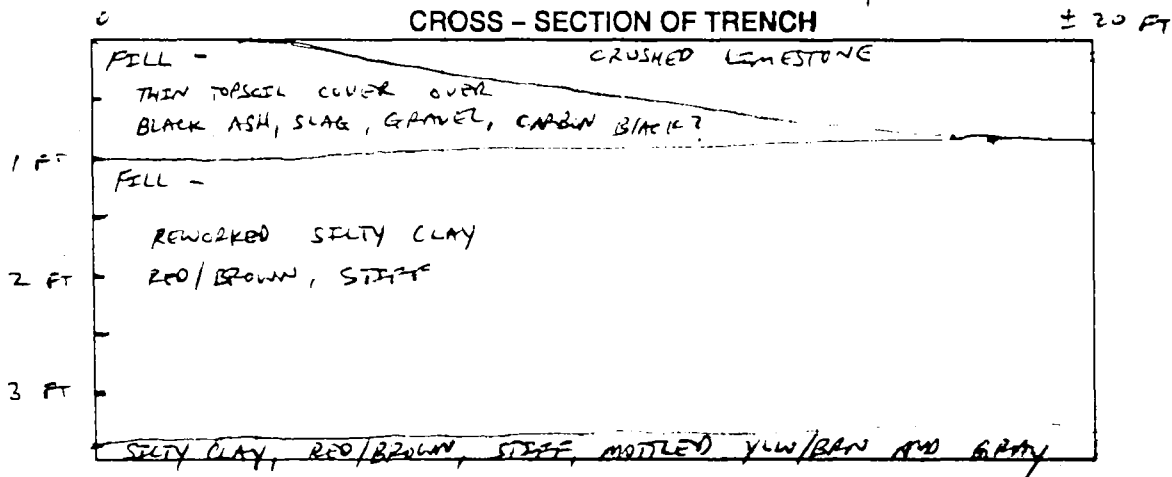 CROSS – SECTION OF TRENCH
0
± 20 FT
FILL -
CRUSHED LIMESTONE
THIN TOPSOIL COVER OVER
BLACK ASH, SLAG, GRAVEL, CARBON BLACK?
1 FT
FILL -
REWORKED SILTY CLAY
2 FT
RED/BROWN, STIFF
3 FT
SILTY CLAY, RED/BROWN, STIFF, MOTTLED YLW/BRN AND GRAY